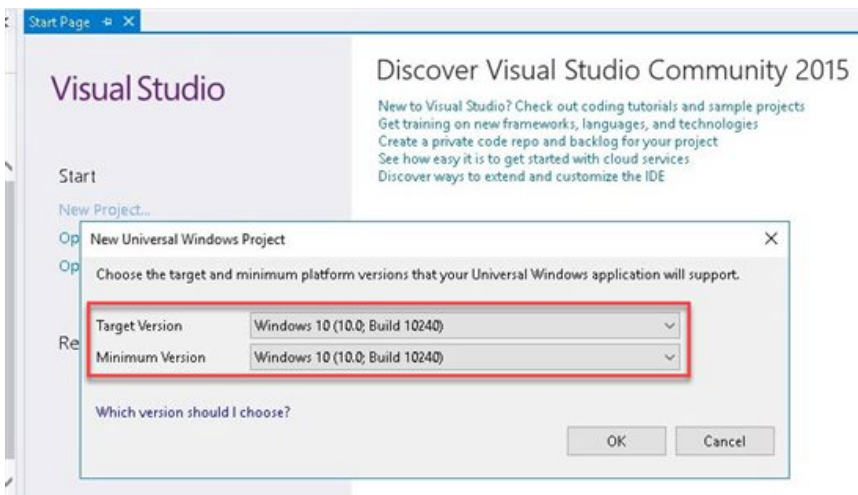 Start Page
Visual Studio
Discover Visual Studio Community 2015
New to Visual Studio? Check out coding tutorials and sample projects
Get training on new frameworks, languages, and technologies
Create a private code repo and backlog for your project
See how easy it is to get started with cloud services
Discover ways to extend and customize the IDE
Start
New Project...
Op
Op
Re
New Universal Windows Project
Choose the target and minimum platform versions that your Universal Windows application will support.
Target Version Windows 10 (10.0; Build 10240)
Minimum Version Windows 10 (10.0; Build 10240)
Which version should I choose?
OK Cancel